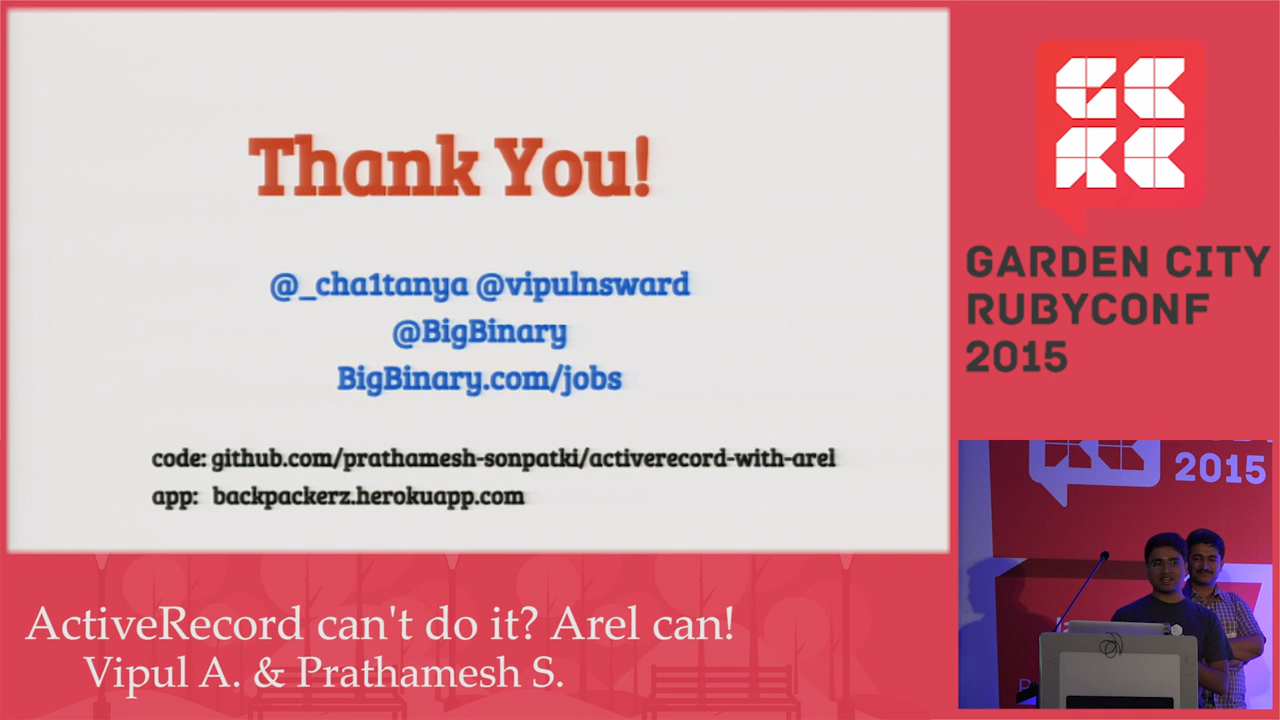 Thank You!
@_cha1tanya @vipulnsward
@BigBinary
BigBinary.com/jobs
code: github.com/prathamesh-sonpatki/activerecord-with-arel
app: backpackerz.herokuapp.com
GARDEN CITY
RUBYCONF
2015
2015
ActiveRecord can't do it? Arel can!
Vipul A. & Prathamesh S.